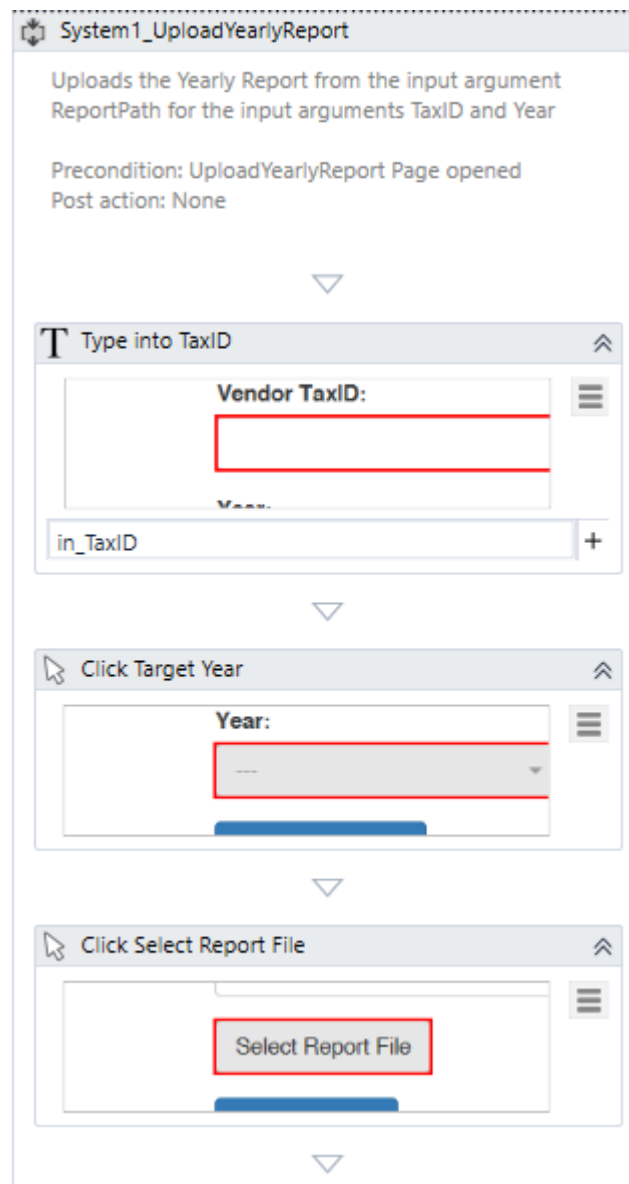 System1_UploadYearlyReport
Uploads the Yearly Report from the input argument
ReportPath for the input arguments TaxID and Year
Precondition: UploadYearlyReport Page opened
Post action: None
Type into TaxID
Vendor TaxID:
Year:
in_TaxID
+
Click Target Year
Year:
---
Click Select Report File
Select Report File